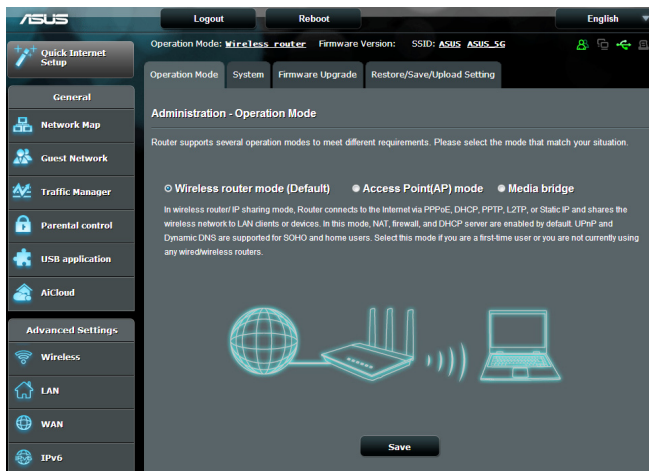 ASUS
Logout
Reboot
English
Operation Mode: Wireless router Firmware Version: SSID: ASUS ASUS_5G
Quick Internet
Setup
General
Network Map
Guest Network
Traffic Manager
Parental control
USB application
AiCloud
Advanced Settings
Wireless
LAN
WAN
IPv6
Operation Mode
System
Firmware Upgrade
Restore/Save/Upload Setting
Administration - Operation Mode
Router supports several operation modes to meet different requirements. Please select the mode that match your situation.
Wireless router mode (Default)
Access Point(AP) mode
Media bridge
In wireless router/ IP sharing mode, Router connects to the Internet via PPPoE, DHCP, PPTP, L2TP, or Static IP and shares the
wireless network to LAN clients or devices. In this mode, NAT, firewall, and DHCP server are enabled by default. UPnP and
Dynamic DNS are supported for SOHO and home users. Select this mode if you are a first-time user or you are not currently using
any wired/wireless routers.
Save